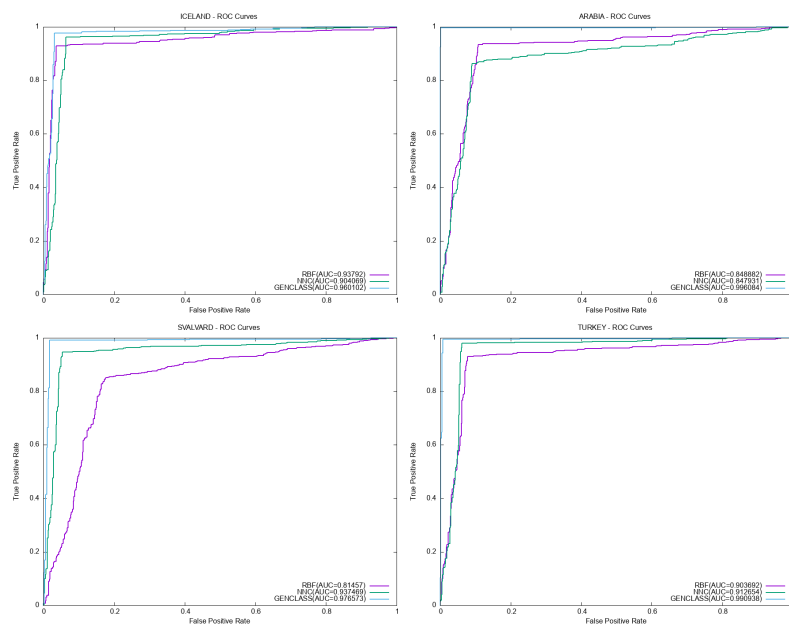 ICELAND - ROC Curves
1
0.8
0.6
0.4
0.2
0
True Positive Rate
RBF(AUC=0.93792)
NNC(AUC=0.904069)
GENCLASS(AUC=0.960102)
0 0.2 0.4 0.6 0.8 1
False Positive Rate
ARABIA - ROC Curves
1
0.8
0.6
0.4
0.2
0
True Positive Rate
RBF(AUC=0.848882)
NNC(AUC=0.847931)
GENCLASS(AUC=0.996084)
0 0.2 0.4 0.6 0.8
False Positive Rate
SVALVARD - ROC Curves
1
0.8
0.6
0.4
0.2
0
True Positive Rate
RBF(AUC=0.81457)
NNC(AUC=0.937469)
GENCLASS(AUC=0.976573)
0 0.2 0.4 0.6 0.8 1
False Positive Rate
TURKEY - ROC Curves
1
0.8
0.6
0.4
0.2
0
True Positive Rate
RBF(AUC=0.903692)
NNC(AUC=0.912654)
GENCLASS(AUC=0.990938)
0 0.2 0.4 0.6 0.8
False Positive Rate